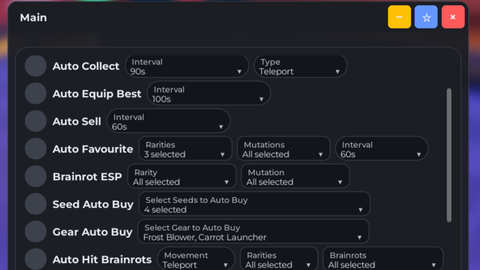 Main
Auto Collect Interval 90s Type Teleport
Auto Equip Best Interval 100s
Auto Sell Interval 60s
Auto Favourite Rarities 3 selected Mutations All selected Interval 60s
Brainrot ESP Rarity All selected Mutation All selected
Seed Auto Buy Select Seeds to Auto Buy 4 selected
Gear Auto Buy Select Gear to Auto Buy Frost Blower, Carrot Launcher
Auto Hit Brainrots Movement Teleport Rarities All selected Brainrots All selected